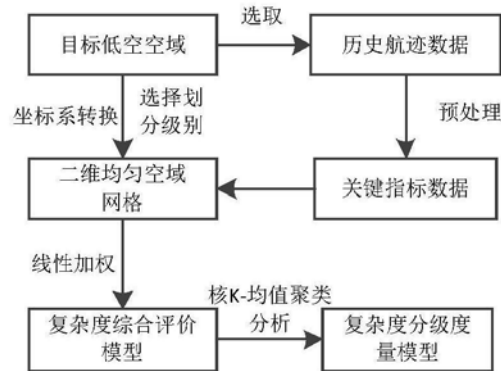 目标低空空域
选取
历史航迹数据
坐标系转换
选择划
分级别
预处理
二维均匀空域
网格
关键指标数据
线性加权
核K-均值聚类
分析
复杂度综合评价
模型
复杂度分级度
量模型